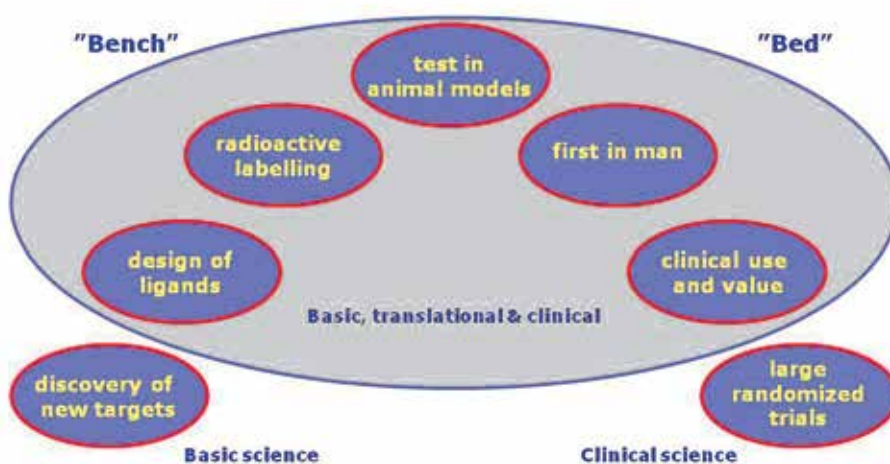 "Bench"
"Bed"
test in
animal models
radioactive
labelling
first in man
design of
ligands
clinical use
and value
Basic, translational & clinical
discovery of
new targets
large
randomized
trials
Basic science
Clinical science